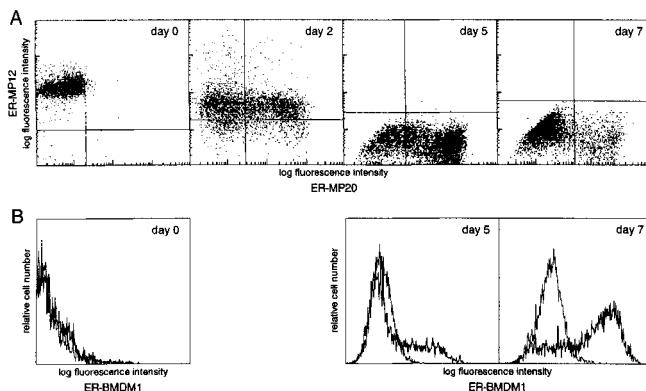 A
day 0
day 2
day 5
day 7
ER-MP12
log fluorescence intensity
log fluorescence intensity
ER-MP20
B
day 0
day 5
day 7
relative cell number
relative cell number
log fluorescence intensity
log fluorescence intensity
ER-BMDM1
ER-BMDM1